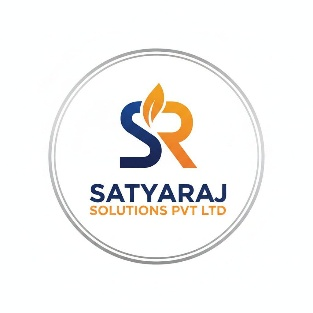 SR
SATYARAJ
SOLUTIONS PVT LTD